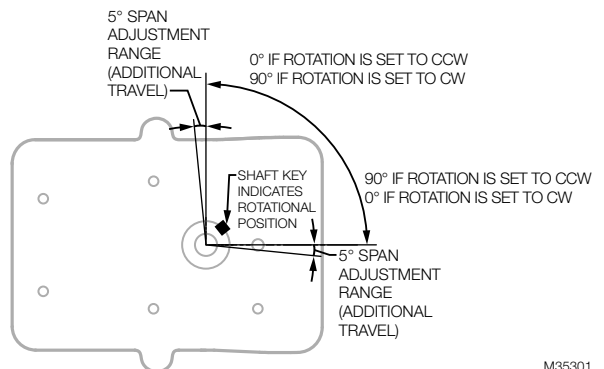 5° SPAN
ADJUSTMENT
RANGE
(ADDITIONAL
TRAVEL)
0° IF ROTATION IS SET TO CCW
90° IF ROTATION IS SET TO CW
SHAFT KEY
INDICATES
ROTATIONAL
POSITION
90° IF ROTATION IS SET TO CCW
0° IF ROTATION IS SET TO CW
5° SPAN
ADJUSTMENT
RANGE
(ADDITIONAL
TRAVEL)
M35301